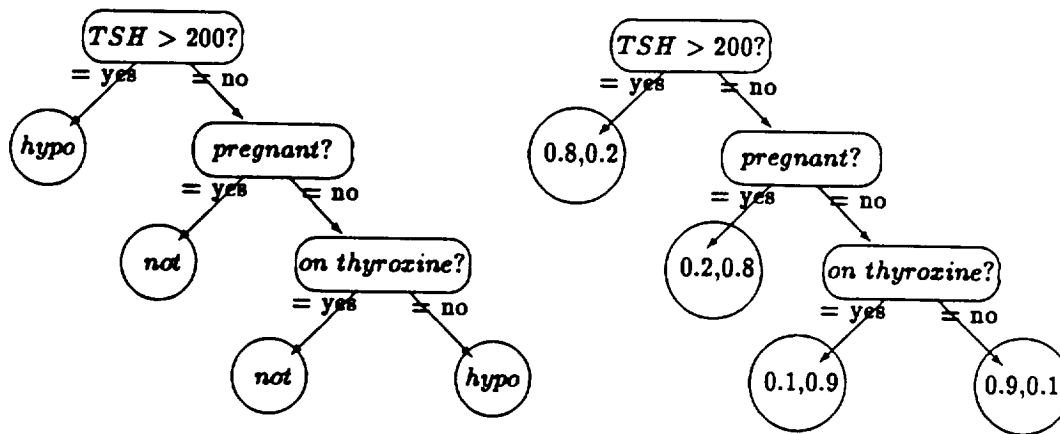 TSH > 200?
= yes
= no
hypo
pregnant?
= yes
= no
not
on thyroxine?
= yes
= no
not
hypo
TSH > 200?
= yes
= no
0.8,0.2
pregnant?
= yes
= no
0.2,0.8
on thyroxine?
= yes
= no
0.1,0.9
0.9,0.1